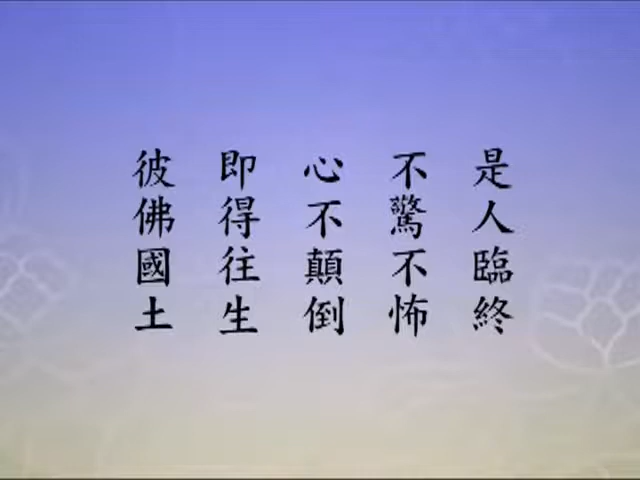 是人臨終
不驚不怖
心不顛倒
即得往生
彼佛國土